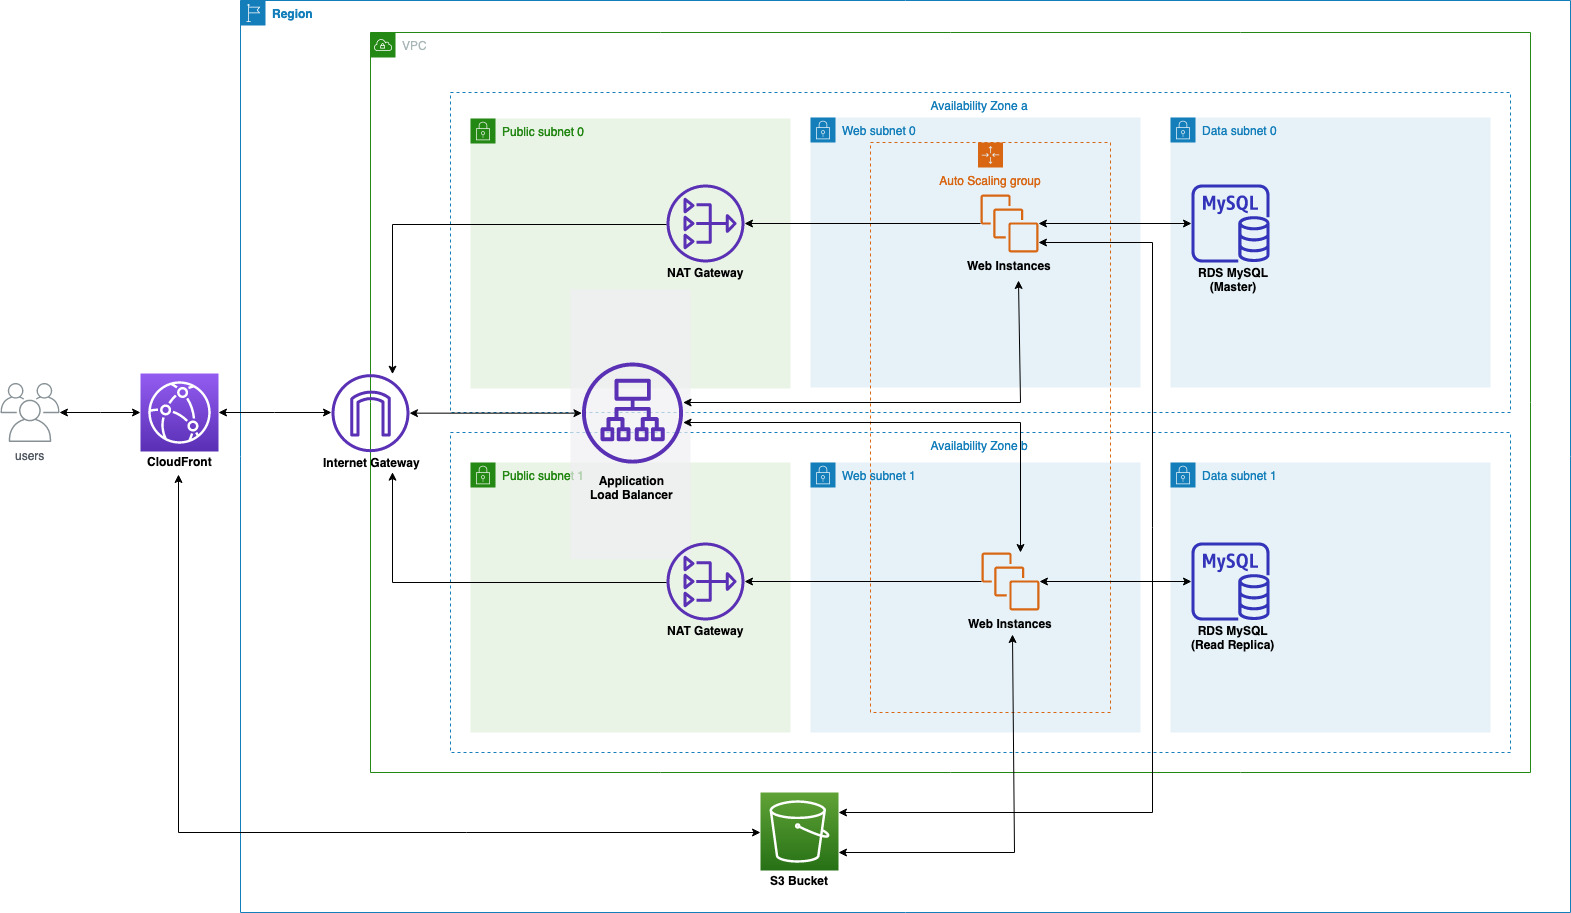 Region
VPC
Availability Zone a
Public subnet 0
Web subnet 0
Data subnet 0
Auto Scaling group
MySQL
NAT Gateway
Web Instances
RDS MySQL
(Master)
users
CloudFront
Internet Gateway
Application
Load Balancer
Availability Zone b
Public subnet 1
Web subnet 1
Data subnet 1
MySQL
NAT Gateway
Web Instances
RDS MySQL
(Read Replica)
S3 Bucket